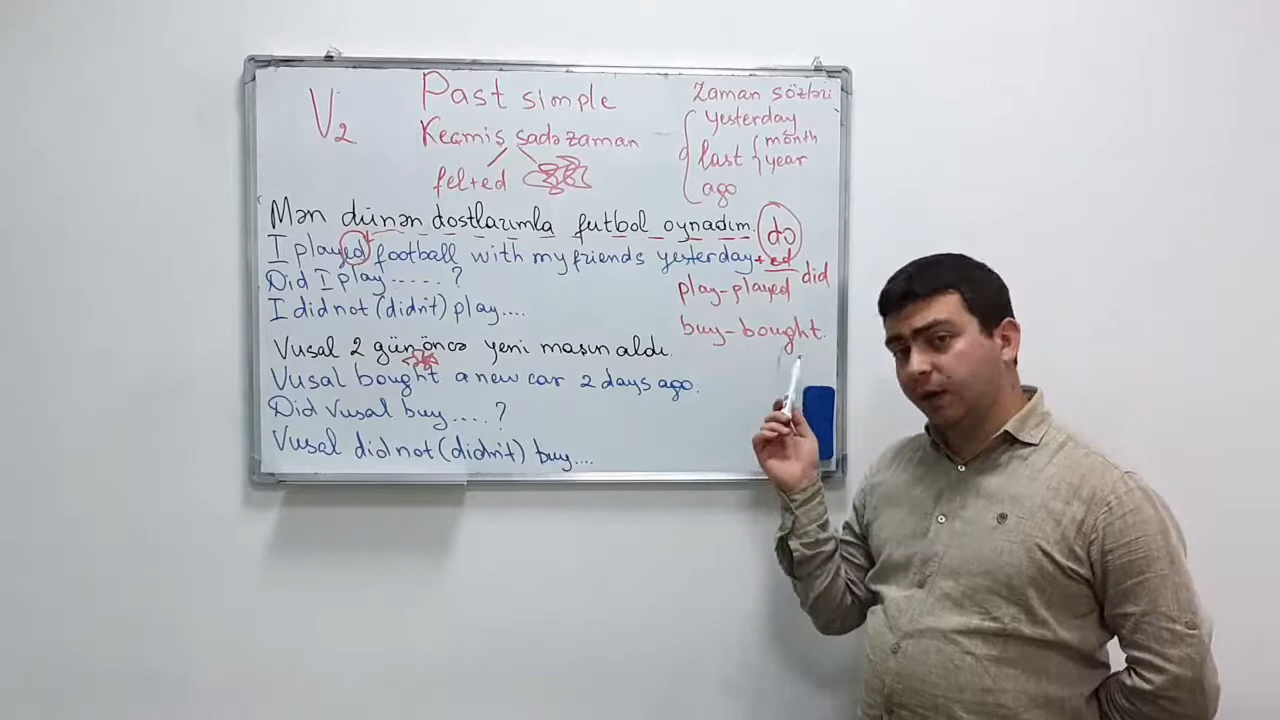 V2
Past simple
Keçmiş sadə zaman
fel+ed
Zaman sözləri
yesterday
last { month
year
ago
Mən dünən dostlarımla futbol oynadım.
I played football with my friends yesterday
Did I play......?
I did not (didn't) play....
Vusal 2 gün öncə yeni maşın aldı.
Vusal bought a new car 2 days ago.
Did Vusal buy....?
Vusal did not (didn't) buy....
do
+ed
did
play-played
buy-bought.